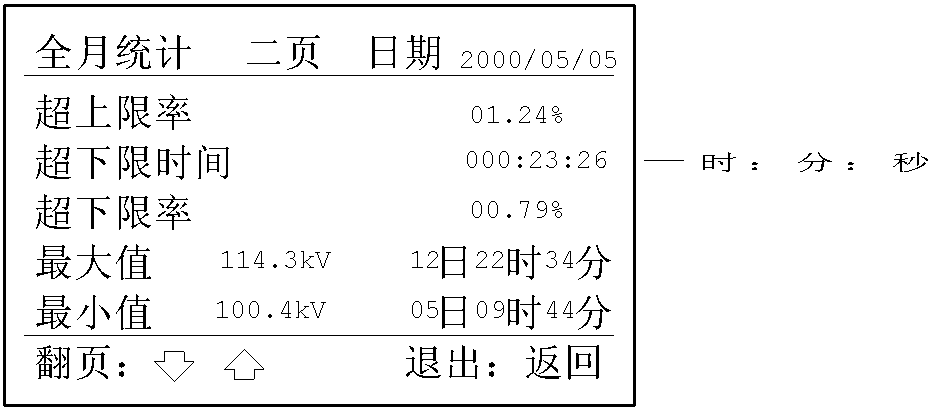 全月统计 二页 日期 2000/05/05
超上限率 01.24%
超下限时间 000:23:26 — 时：分：秒
超下限率 00.79%
最大值 114.3kV 12日22时34分
最小值 100.4kV 05日09时44分
翻页： 退出：返回